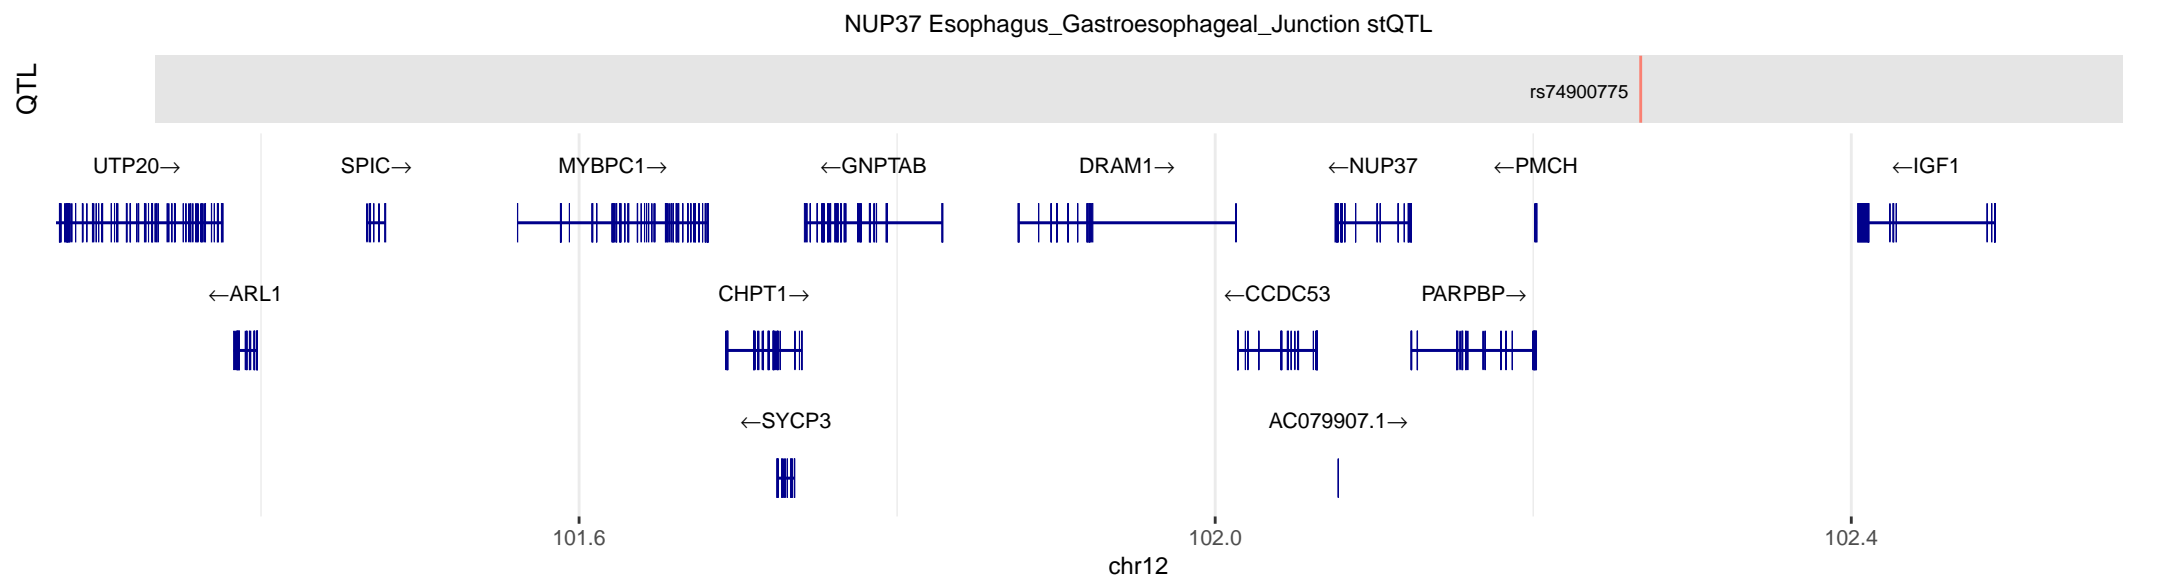 NUP37 Esophagus_Gastroesophageal_Junction stQTL
QTL
rs74900775
UTP20→ SPIC→ MYBPC1→ ←GNPTAB DRAM1→ ←NUP37 ←PMCH ←IGF1
←ARL1 CHPT1→ ←CCDC53 PARPBP→
←SYCP3 AC079907.1→
101.6 102.0 102.4
chr12